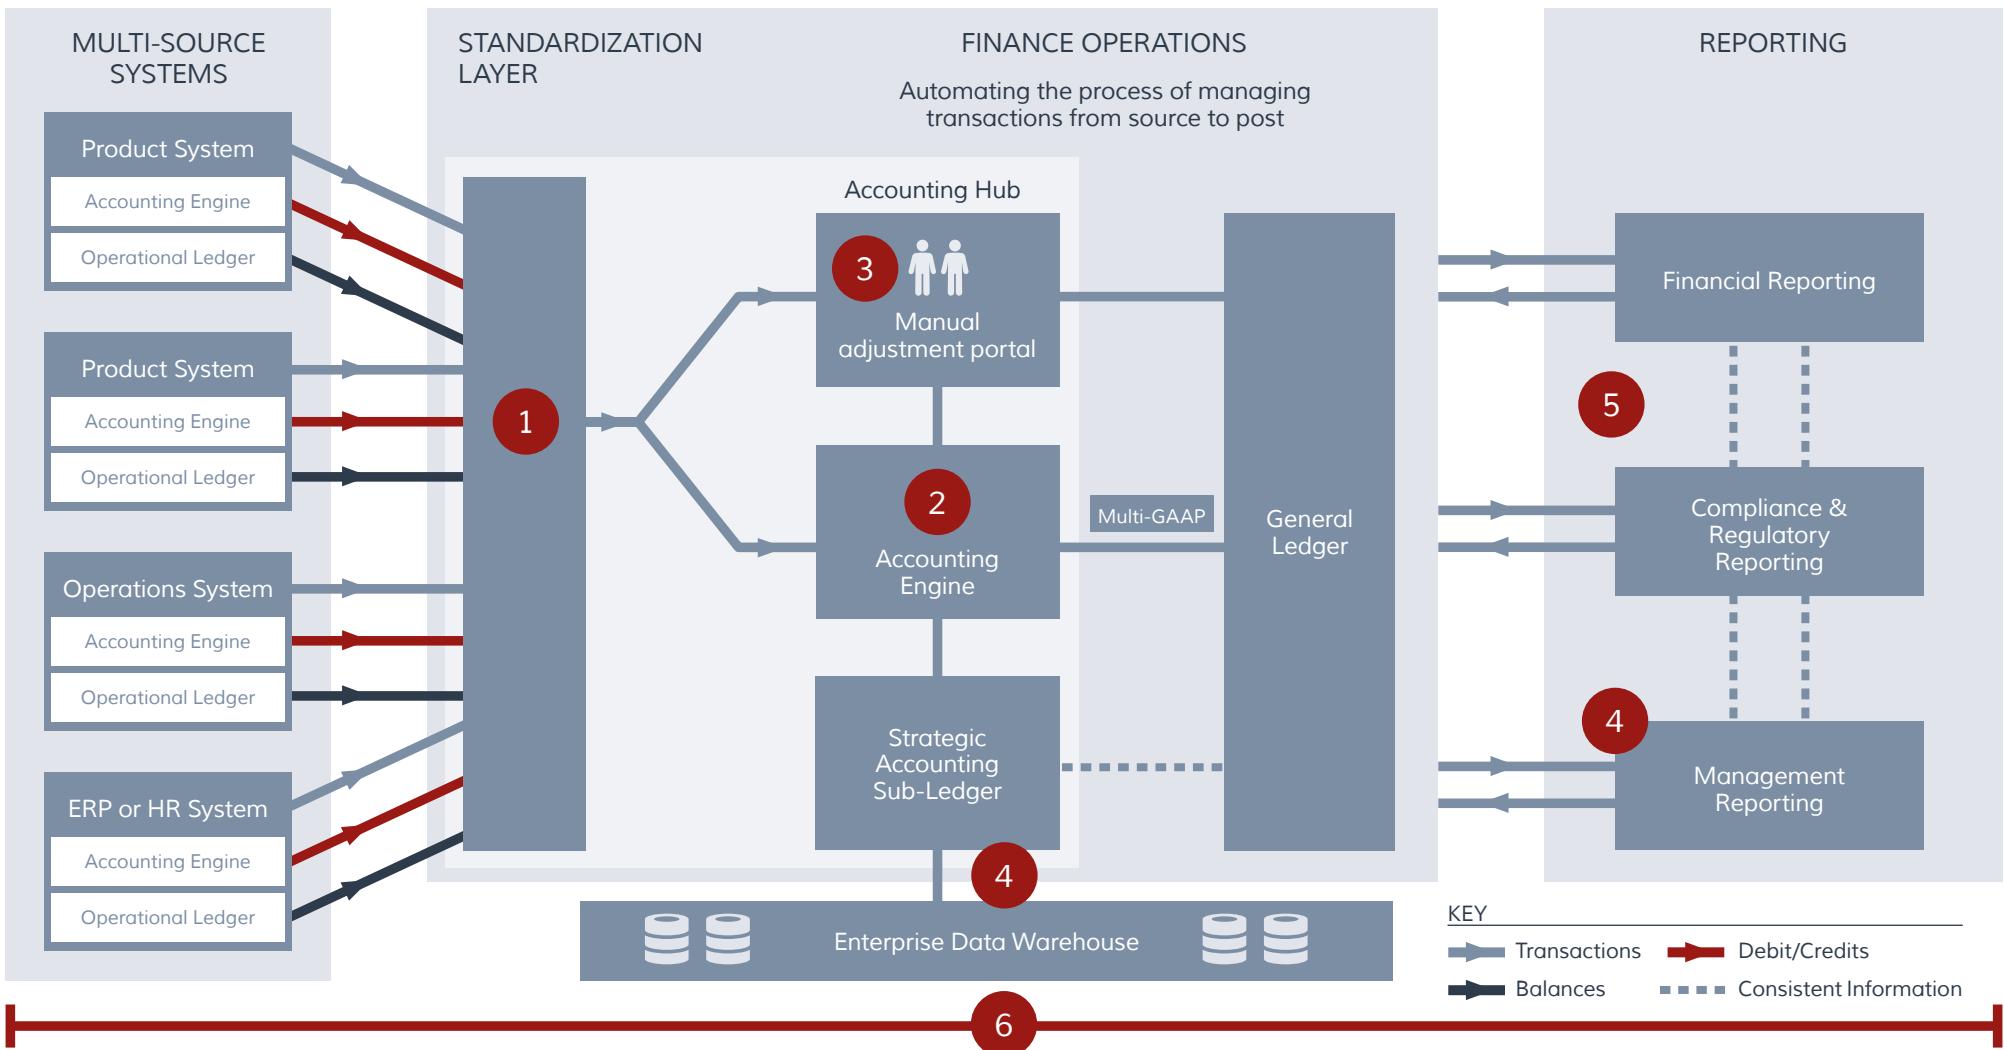 MULTI-SOURCE
SYSTEMS
Product System
Accounting Engine
Operational Ledger
Product System
Accounting Engine
Operational Ledger
Operations System
Accounting Engine
Operational Ledger
ERP or HR System
Accounting Engine
Operational Ledger
STANDARDIZATION
LAYER
1
FINANCE OPERATIONS
Automating the process of managing
transactions from source to post
Accounting Hub
3
Manual
adjustment portal
2
Accounting
Engine
Multi-GAAP
Strategic
Accounting
Sub-Ledger
General
Ledger
4
Enterprise Data Warehouse
REPORTING
Financial Reporting
5
Compliance &
Regulatory
Reporting
4
Management
Reporting
KEY
Transactions
Debit/Credits
Balances
Consistent Information
6